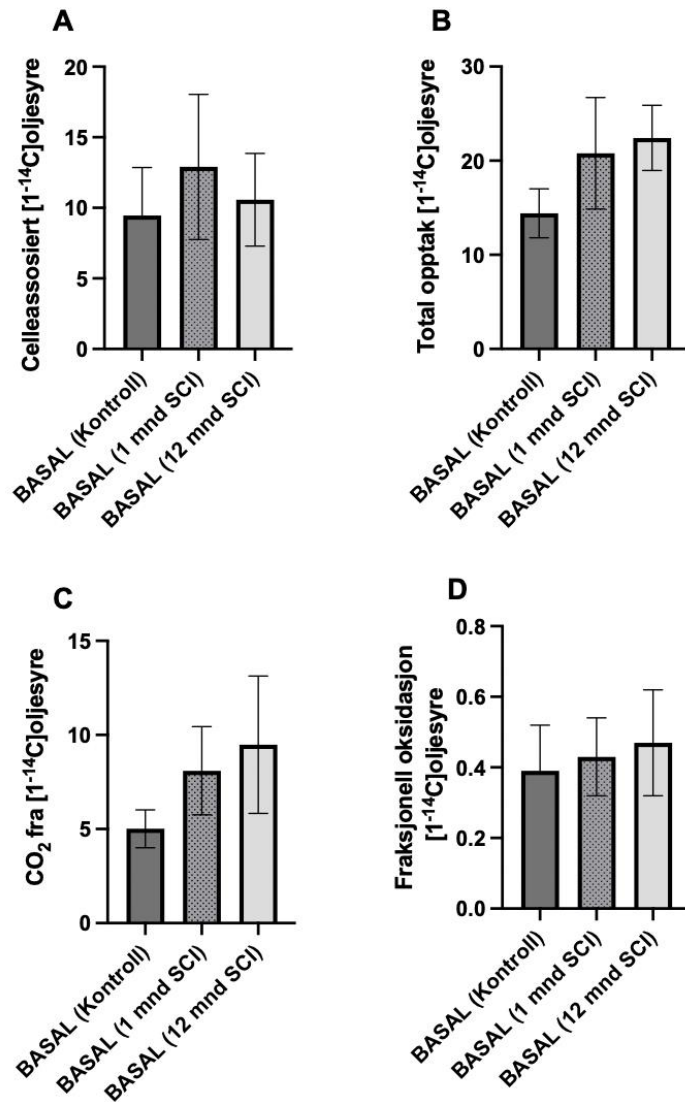 A
Celleassosiert [1-¹⁴C]oljesyre
20
15
10
5
0
BASAL (Kontroll)
BASAL (1 mnd SCI)
BASAL (12 mnd SCI)
B
Total opptak [1-¹⁴C]oljesyre
30
20
10
0
BASAL (Kontroll)
BASAL (1 mnd SCI)
BASAL (12 mnd SCI)
C
CO₂ fra [1-¹⁴C]oljesyre
15
10
5
0
BASAL (Kontroll)
BASAL (1 mnd SCI)
BASAL (12 mnd SCI)
D
Fraksjonell oksidasjon
[1-¹⁴C]oljesyre
0.8
0.6
0.4
0.2
0.0
BASAL (Kontroll)
BASAL (1 mnd SCI)
BASAL (12 mnd SCI)